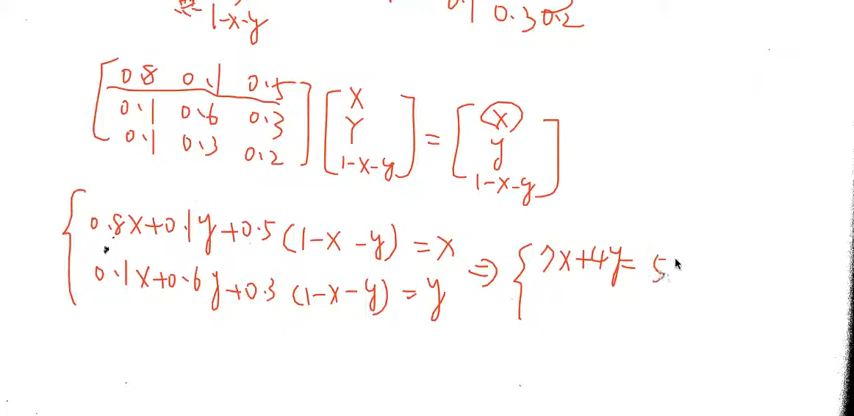 1-x-y 0.1 0.3 0.2
[0.8 0.1 0.5
0.1 0.6 0.3
0.1 0.3 0.2] [X
Y
1-x-y] = [x
y
1-x-y]
{0.8x+0.1y+0.5(1-x-y)=x
0.1x+0.6y+0.3(1-x-y)=y ⇒ {7x+4y=5